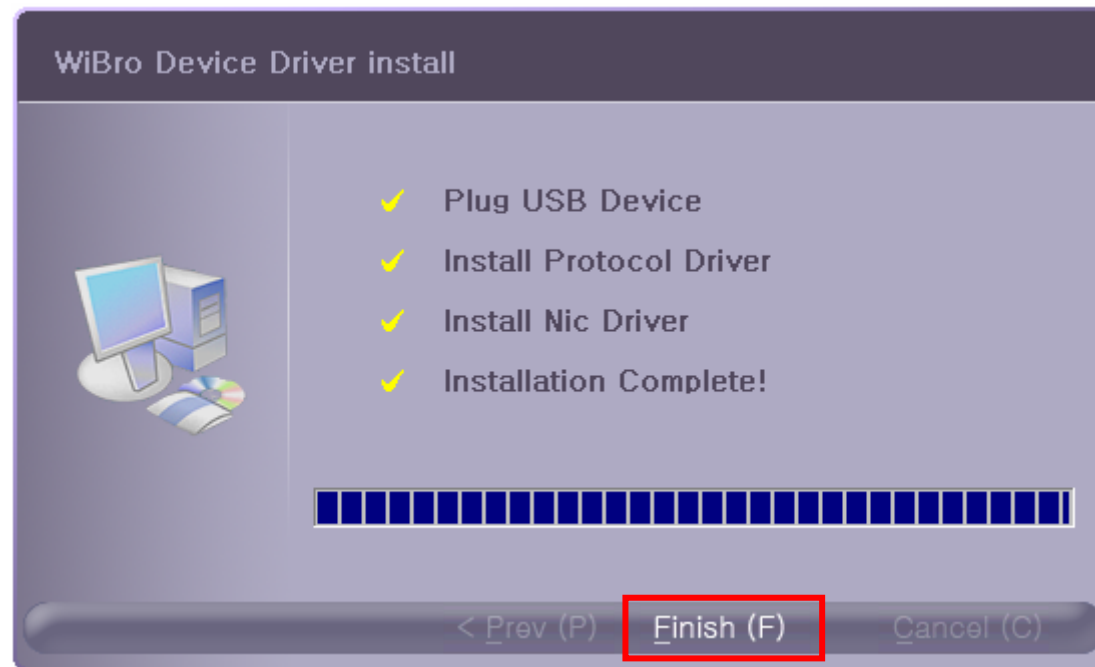 WiBro Device Driver install
Plug USB Device
Install Protocol Driver
Install Nic Driver
Installation Complete!
< Prev (P) Finish (F) Cancel (C)